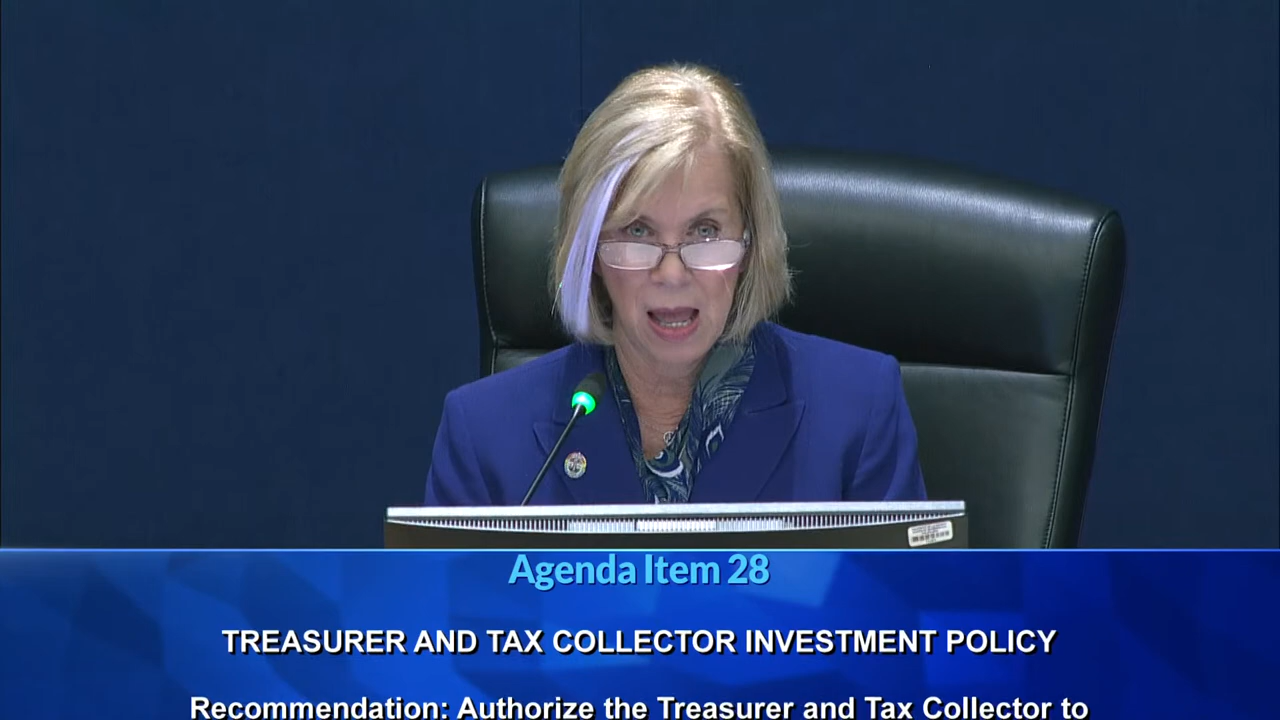 Agenda Item 28
TREASURER AND TAX COLLECTOR INVESTMENT POLICY
Recommendation: Authorize the Treasurer and Tax Collector to